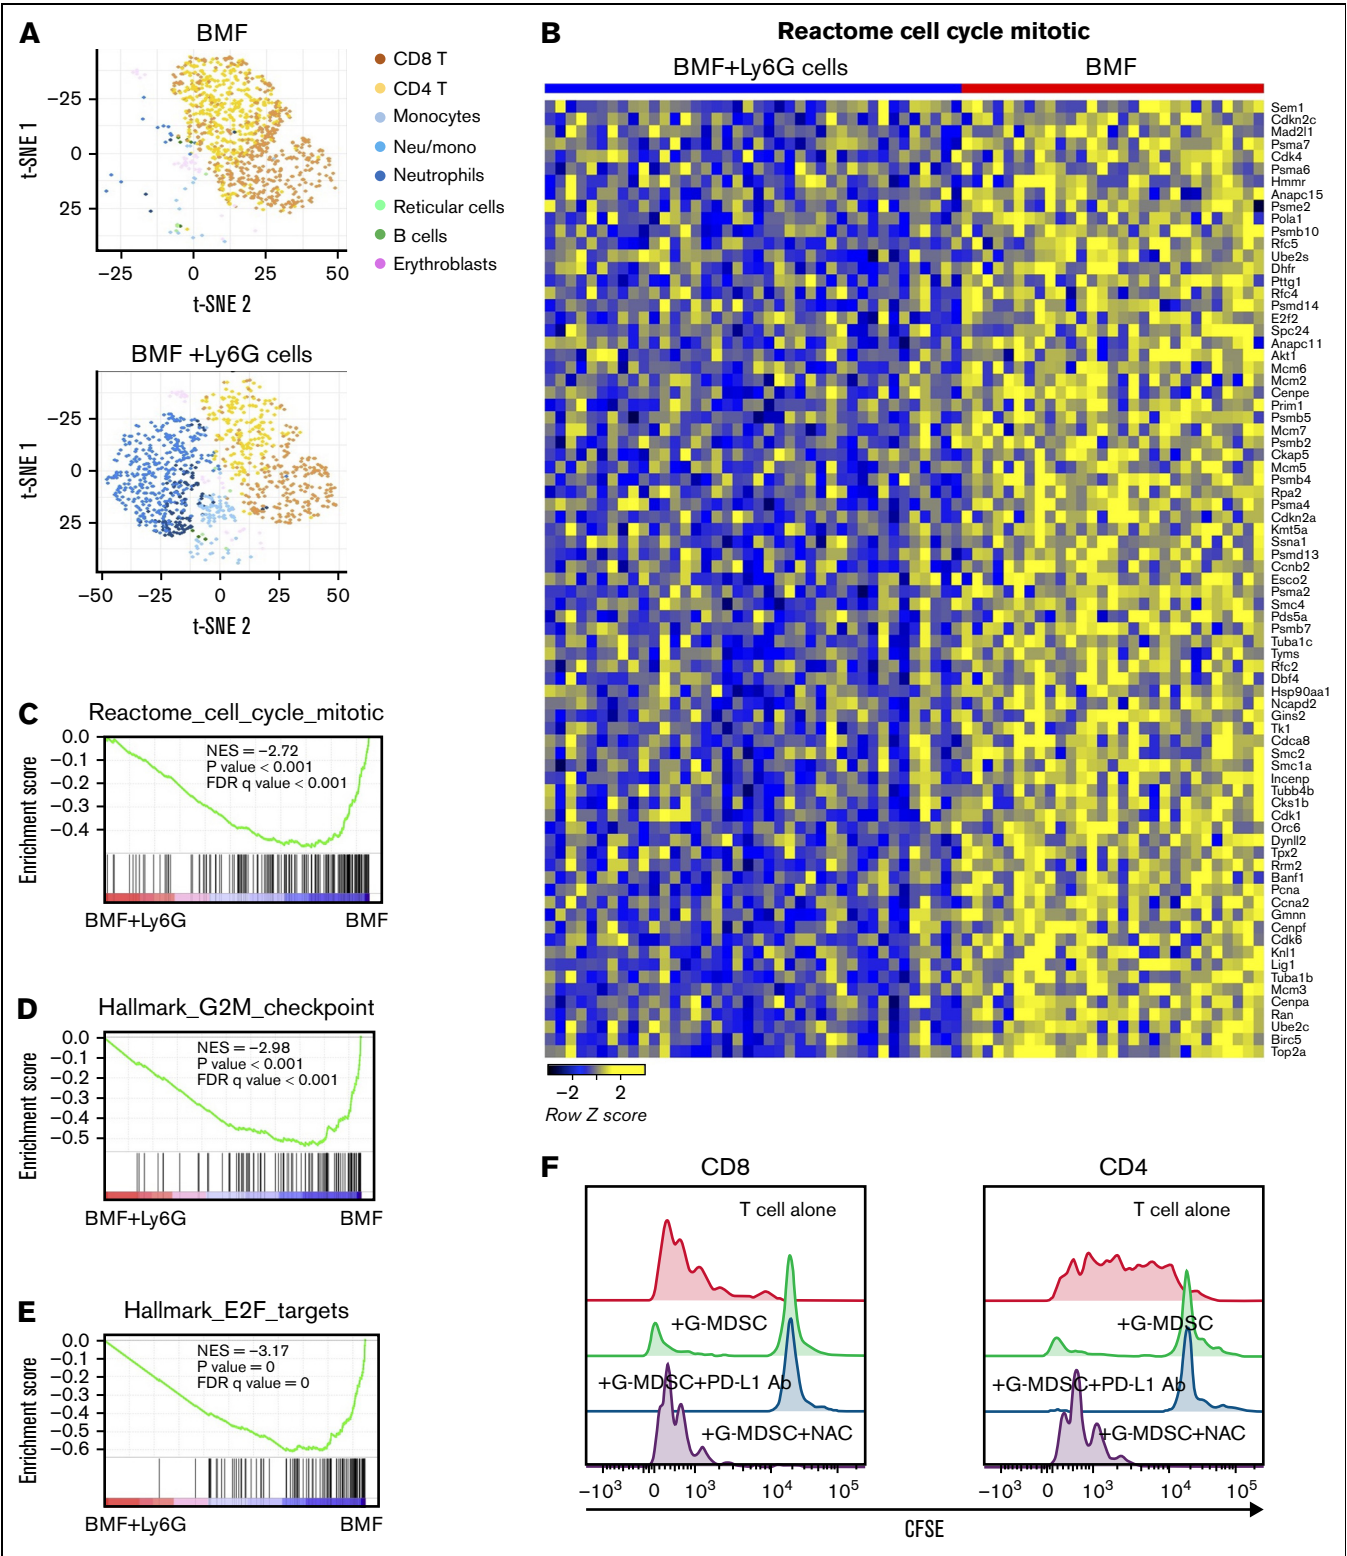 A
BMF
t-SNE 1
−25
0
25
−25
0
25
50
t-SNE 2
CD8 T
CD4 T
Monocytes
Neu/mono
Neutrophils
Reticular cells
B cells
Erythroblasts
BMF +Ly6G cells
t-SNE 1
−25
0
25
−50
−25
0
25
50
t-SNE 2
B
Reactome cell cycle mitotic
BMF+Ly6G cells
BMF
Sem1
Cdkn2c
Mad2l1
Psma7
Cdk4
Psma6
Hmmr
Anapc15
Psme2
Pola1
Psmb10
Rfc5
Ube2s
Dhfr
Pttg1
Rfc4
Psmd14
E2f2
Spc24
Anapc11
Akt1
Mcm6
Mcm2
Cenpe
Prim1
Psmb5
Mcm7
Psmb2
Ckap5
Mcm5
Psmb4
Rpa2
Psma4
Cdkn2a
Kmt5a
Ssna1
Psmd13
Ccnb2
Esco2
Psma2
Smc4
Pds5a
Psmb7
Tuba1c
Tyms
Rfc2
Dbf4
Hsp90aa1
Ncapd2
Gins2
Tk1
Cdca8
Smc2
Smc1a
Incenp
Tubb4b
Cks1b
Cdk1
Orc6
Dynll2
Tpx2
Rrm2
Banf1
Pcna
Ccna2
Gmnn
Cenpf
Cdk6
Knl1
Lig1
Tuba1b
Mcm3
Cenpa
Ran
Ube2c
Birc5
Top2a
−2
2
Row Z score
C
Reactome_cell_cycle_mitotic
Enrichment score
0.0
−0.1
−0.2
−0.3
−0.4
NES = −2.72
P value < 0.001
FDR q value < 0.001
BMF+Ly6G
BMF
D
Hallmark_G2M_checkpoint
Enrichment score
0.0
−0.1
−0.2
−0.3
−0.4
−0.5
NES = −2.98
P value < 0.001
FDR q value < 0.001
BMF+Ly6G
BMF
E
Hallmark_E2F_targets
Enrichment score
0.0
−0.1
−0.2
−0.3
−0.4
−0.5
−0.6
NES = −3.17
P value = 0
FDR q value = 0
BMF+Ly6G
BMF
F
CD8
T cell alone
+G-MDSC
+G-MDSC+PD-L1 Ab
+G-MDSC+NAC
−10³
0
10³
10⁴
10⁵
CD4
T cell alone
+G-MDSC
+G-MDSC+PD-L1 Ab
+G-MDSC+NAC
−10³
0
10³
10⁴
10⁵
CFSE